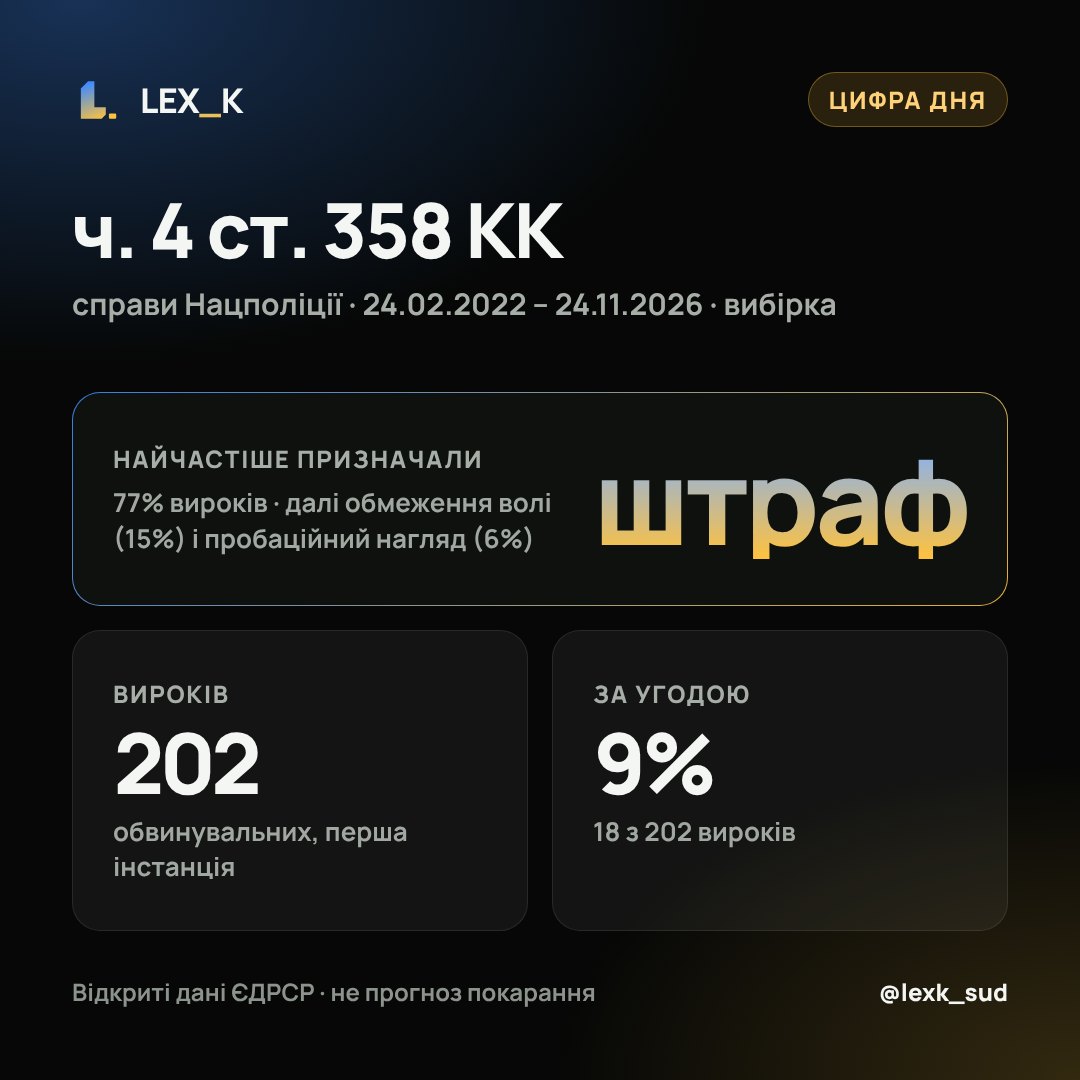 LEX_K
ЦИФРА ДНЯ
ч. 4 ст. 358 КК
справи Нацполіції · 24.02.2022 – 24.11.2026 · вибірка
НАЙЧАСТІШЕ ПРИЗНАЧАЛИ
77% вироків · далі обмеження волі
(15%) і пробаційний нагляд (6%)
штраф
ВИРОКІВ
202
обвинувальних, перша
інстанція
ЗА УГОДОЮ
9%
18 з 202 вироків
Відкриті дані ЄДРСР · не прогноз покарання
@lexk_sud